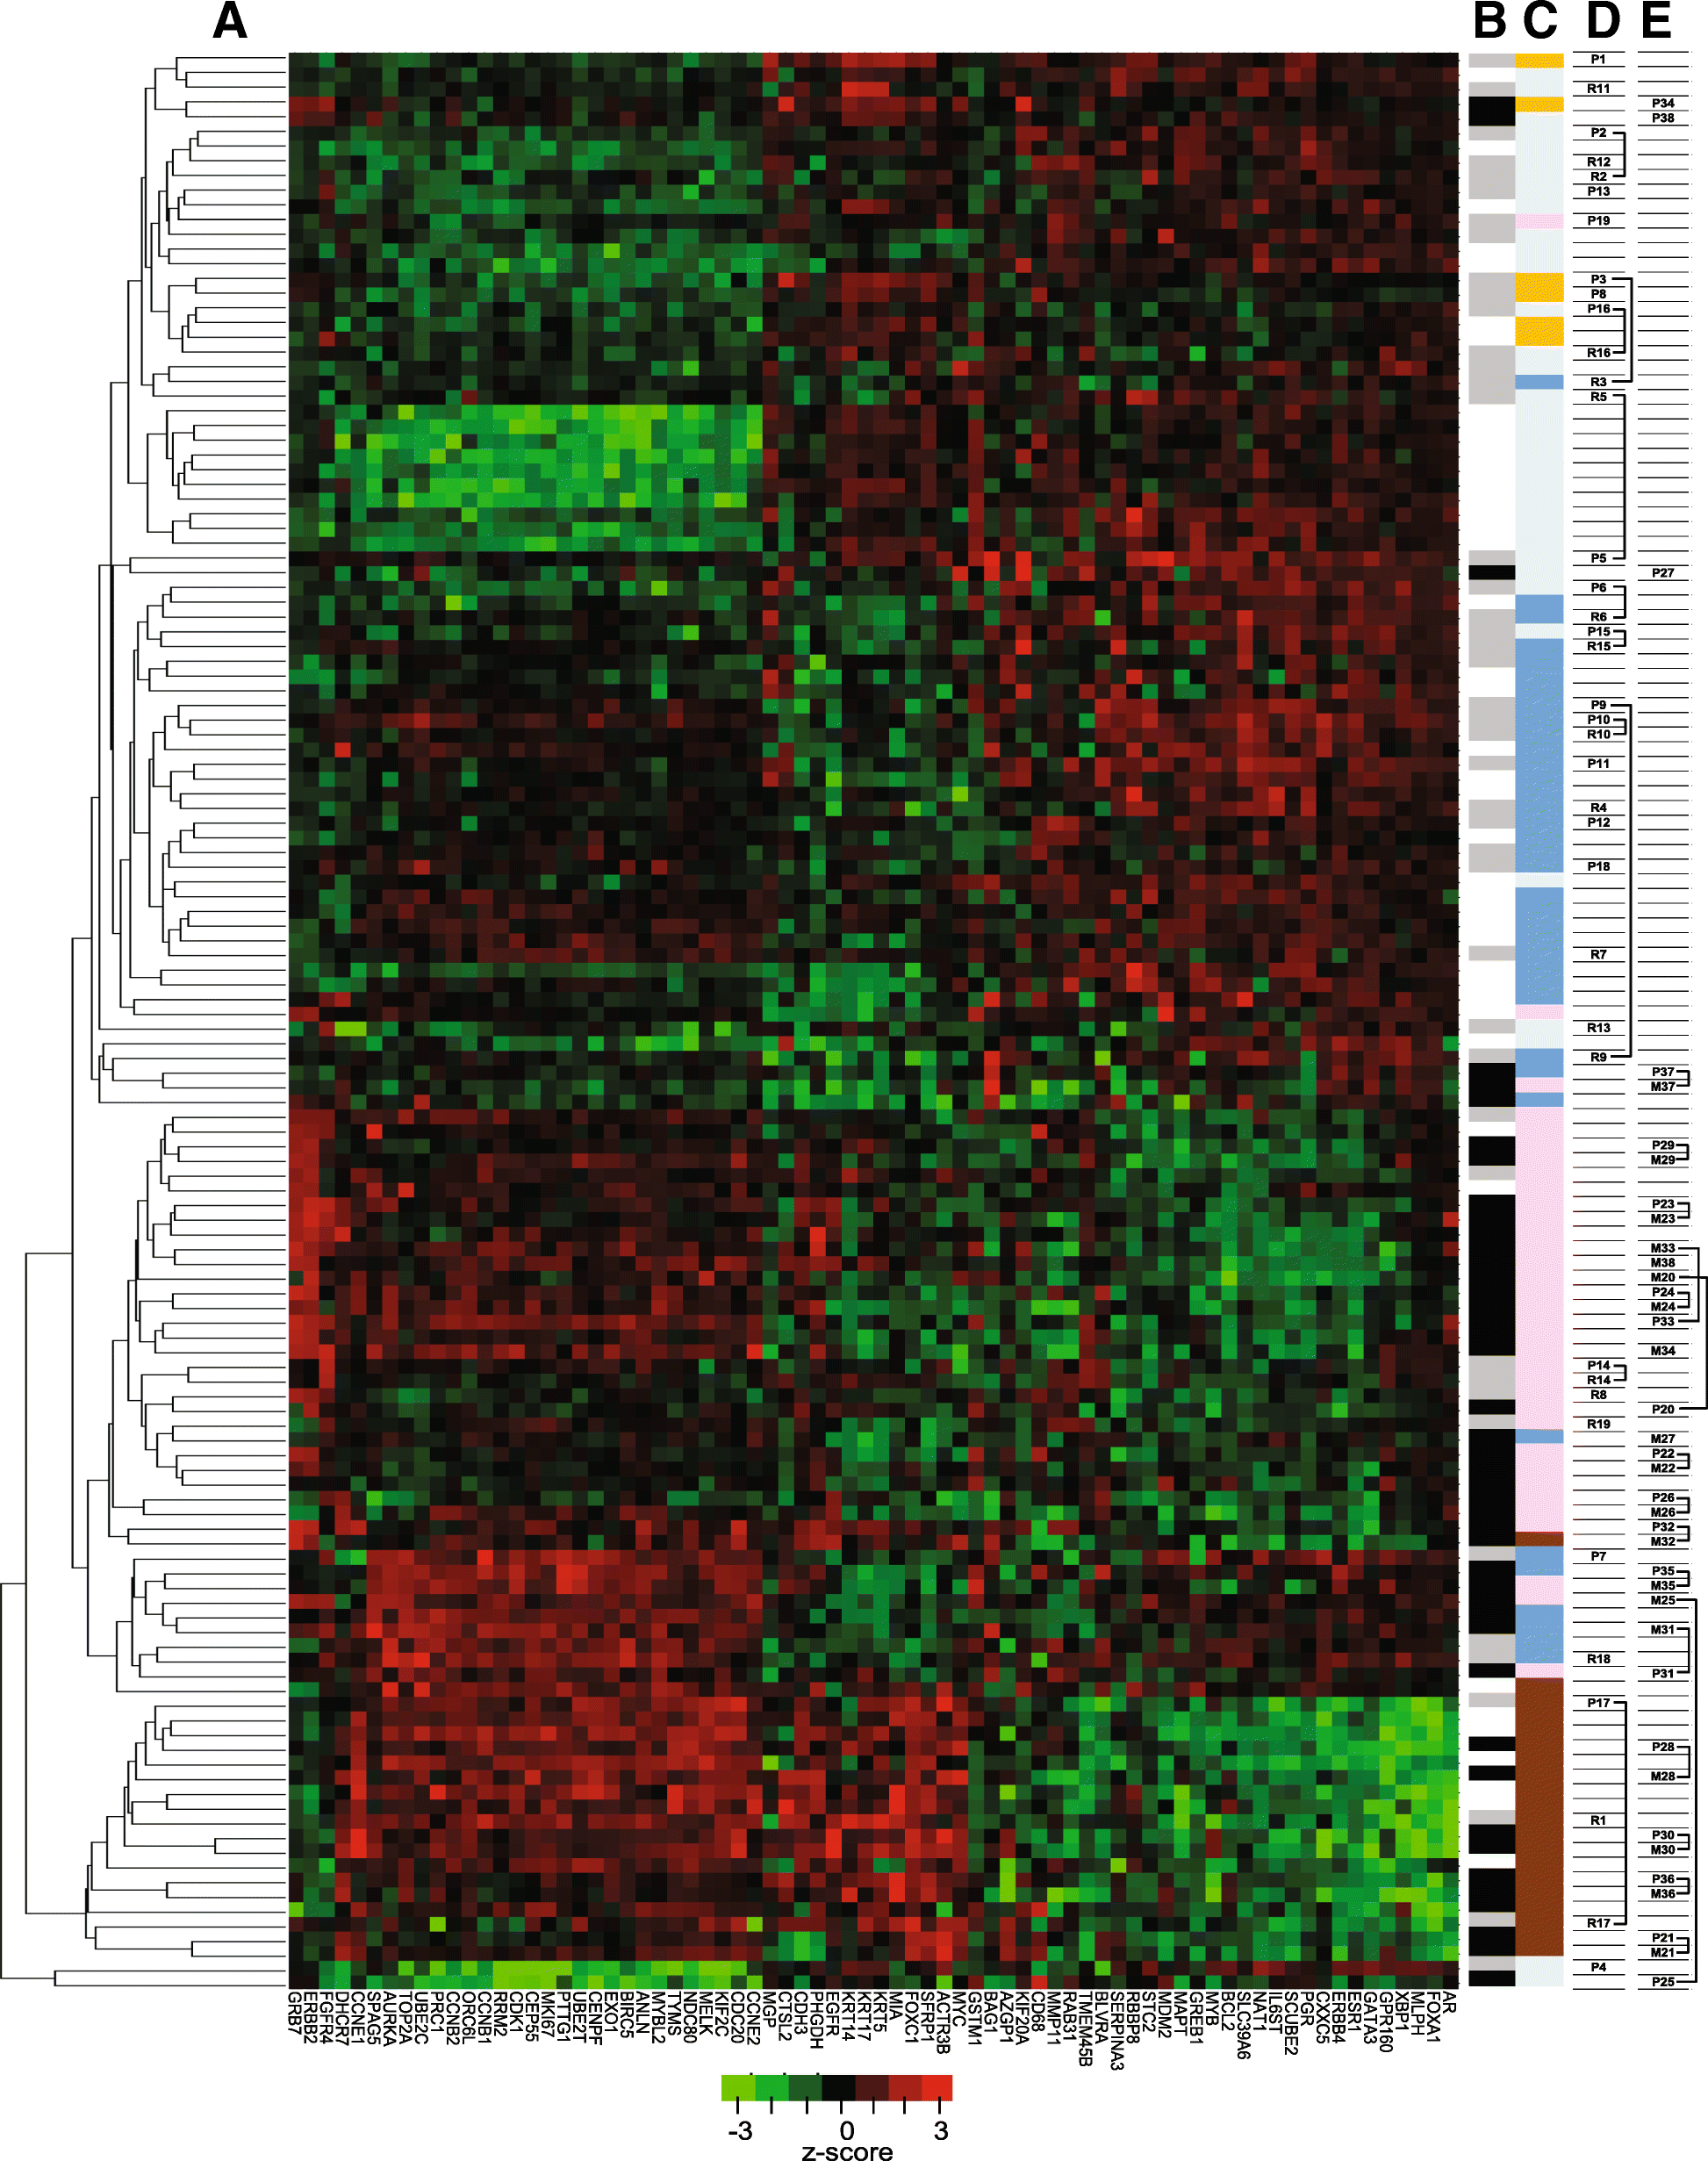 A B C D E
P1
R11
P34
P38
P2
R12
R2
P13
P19
P3
P8
P16
R16
R3
R5
P5
P27
P6
R6
P15
R15
P9
P10
R10
P11
R4
P12
P18
R7
R13
R9
P37
M37
P29
M29
P23
M23
M33
M38
M20
P24
M24
P33
M34
P14
R14
R8
P20
R19
M27
P22
M22
P26
M26
P32
M32
P7
P35
M35
M25
M31
R18
P31
P17
P28
M28
R1
P30
M30
P36
M36
R17
P21
M21
P4
P25
GRB7
ERBB2
FGFR4
DHCR7
CCNE1
SPAG5
AURKA
TOP2A
UBE2C
PRC1
CCNB2
ORC6L
CCNB1
RRM2
CDK1
CEP55
MKI67
PTTG1
UBE2T
CENPF
EXO1
BIRC5
ANLN
MYBL2
TYMS
NDC80
MELK
KIF2C
CDC20
CCNE2
MGP
CTSL2
CDH3
PHGDH
EGFR
KRT14
KRT17
KRT5
MIA
FOXC1
SFRP1
ACTR3B
MYC
GSTM1
BAG1
AZGP1
KIF20A
CD68
MMP11
RAB31
TMEM45B
BLVRA
SERPINA3
RBBP8
STC2
MDM2
MAPT
GREB1
MYB
BCL2
SLC39A6
NAT1
IL6ST
SCUBE2
PGR
CXXC5
ERBB4
ESR1
GATA3
GPR160
XBP1
MLPH
FOXA1
AR
-3 0 3
z-score